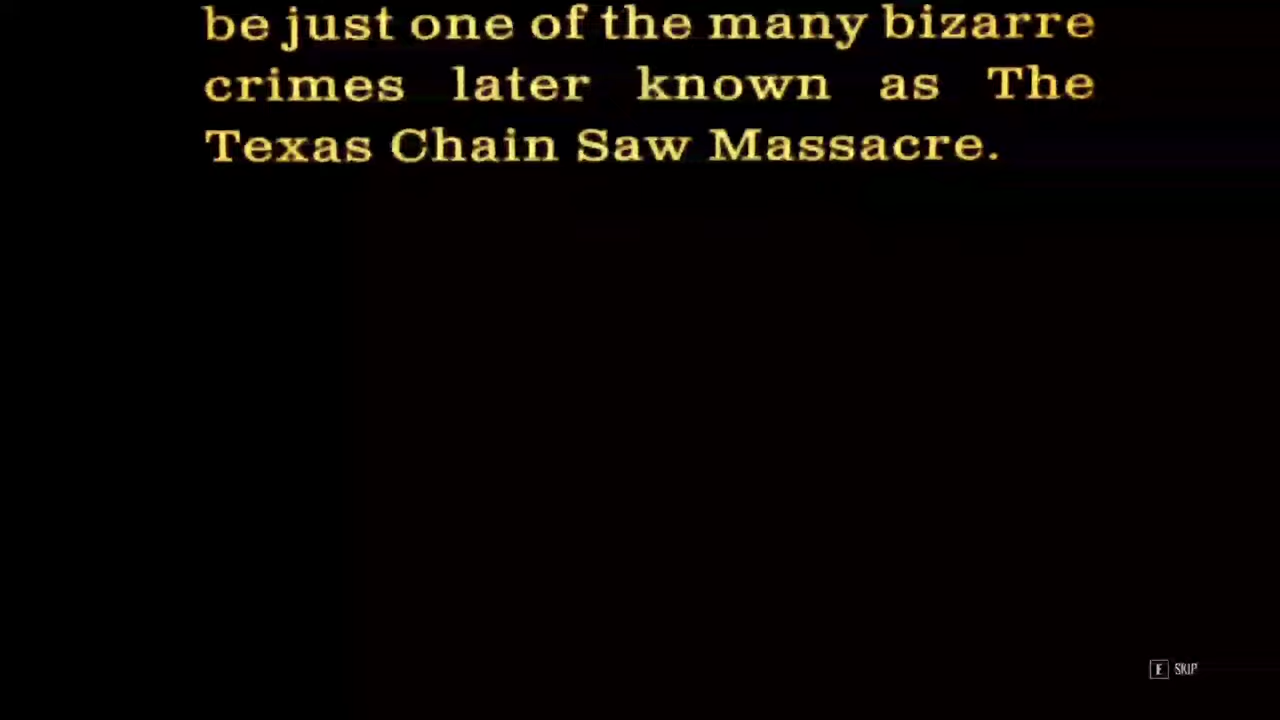 be just one of the many bizarre
crimes later known as The
Texas Chain Saw Massacre.
E SKIP